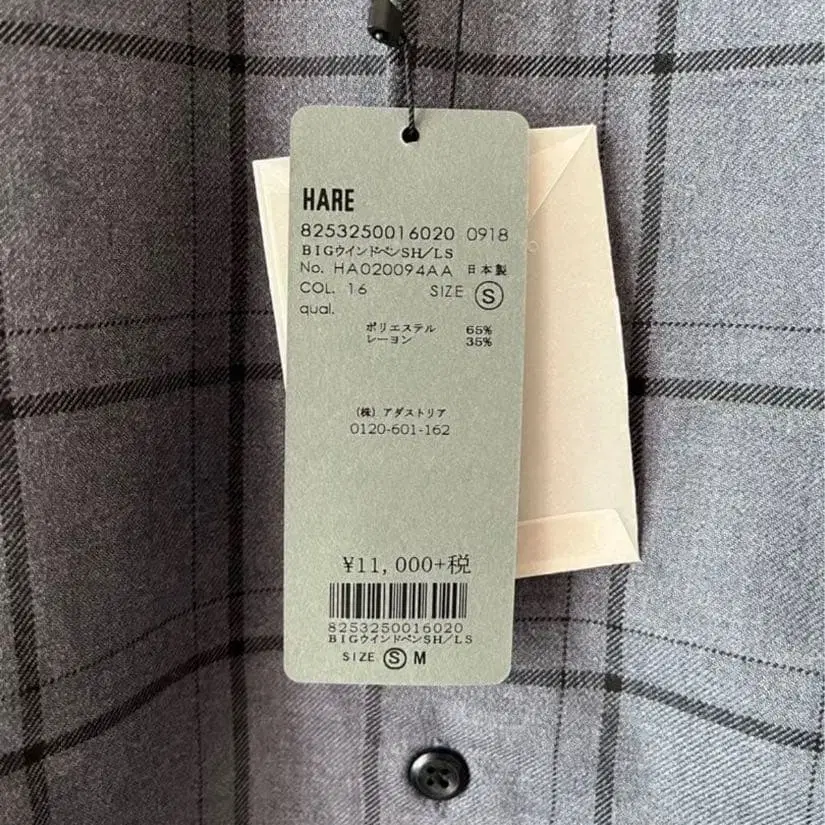 HARE
8253250016020 0918
BIGウインドペンSH/LS
No. HA020094AA 日本製
COL. 16 SIZE S
qual.
ポリエステル 65%
レーヨン 35%
(株) アダストリア
0120-601-162
¥11,000+税
8253250016020
BIGウインドペンSH/LS
SIZE S M